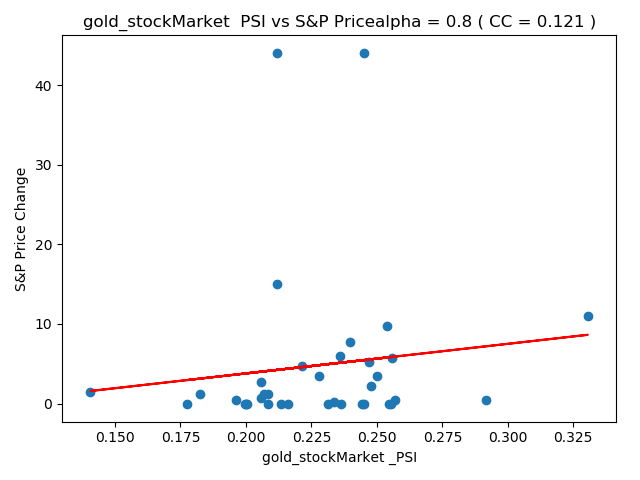 gold_stockMarket  PSI vs S&P Pricealpha = 0.8 ( CC = 0.121 )
S&P Price Change
40
30
20
10
0
0.150 0.175 0.200 0.225 0.250 0.275 0.300 0.325
gold_stockMarket _PSI